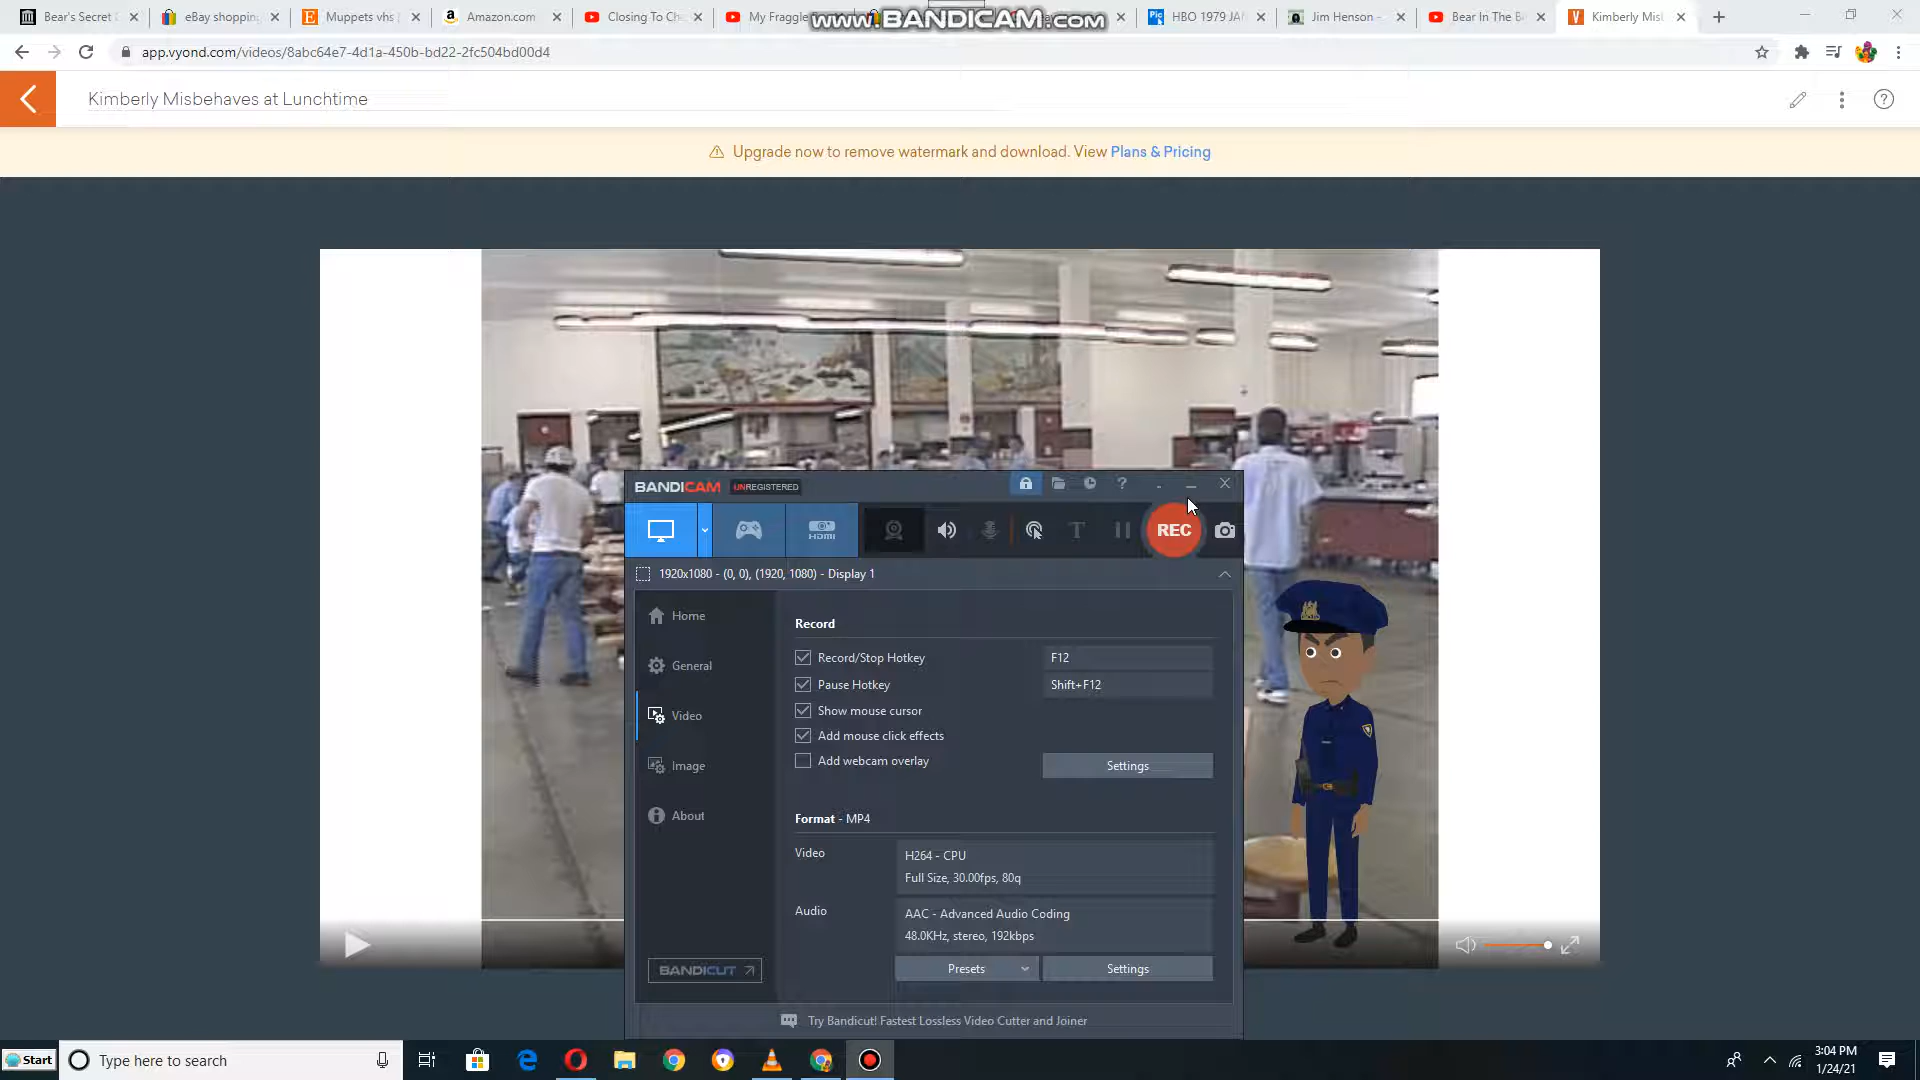 Bear's Secret
eBay shopping
Muppets vhs
Amazon.com
Closing To Ch
My Fraggle
www.BANDICAM.com
HBO 1979 JAN
Jim Henson -
Bear In The B
Kimberly Misl
app.vyond.com/videos/8abc64e7-4d1a-450b-bd22-2fc504bd00d4
Kimberly Misbehaves at Lunchtime
Upgrade now to remove watermark and download. View Plans & Pricing
BANDICAM UNREGISTERED
HDMI
T
REC
1920x1080 - (0, 0), (1920, 1080) - Display 1
Home
General
Video
Image
About
BANDICUT
Record
Record/Stop Hotkey F12
Pause Hotkey Shift+F12
Show mouse cursor
Add mouse click effects
Add webcam overlay Settings
Format - MP4
Video H264 - CPU
Full Size, 30.00fps, 80q
Audio AAC - Advanced Audio Coding
48.0KHz, stereo, 192kbps
Presets Settings
Try Bandicut! Fastest Lossless Video Cutter and Joiner
Start
Type here to search
3:04 PM
1/24/21